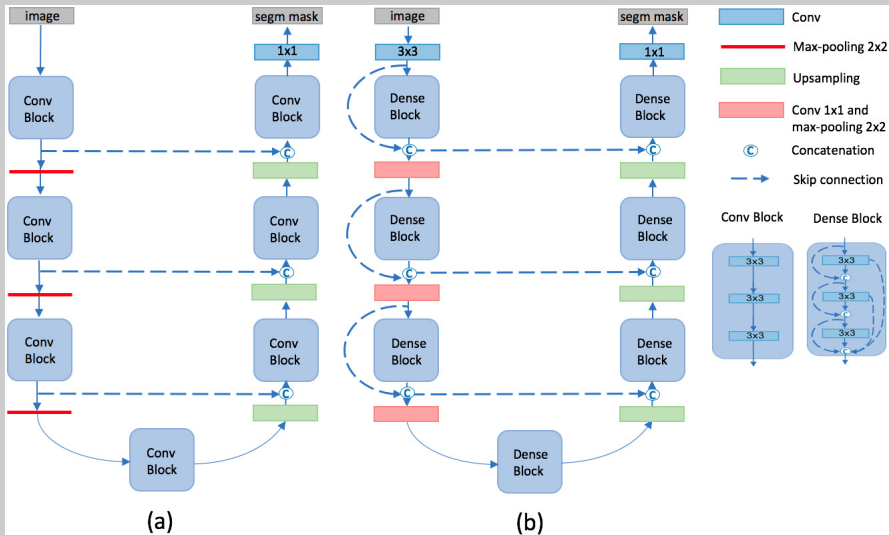 image
segm mask
1x1
Conv
Block
Conv
Block
C
Conv
Block
Conv
Block
C
Conv
Block
Conv
Block
C
Conv
Block
(a)
image
segm mask
3x3
1x1
Dense
Block
Dense
Block
C
C
Dense
Block
Dense
Block
C
C
Dense
Block
Dense
Block
C
C
Dense
Block
(b)
Conv
Max-pooling 2x2
Upsampling
Conv 1x1 and
max-pooling 2x2
C
Concatenation
Skip connection
Conv Block
Dense Block
3x3
3x3
3x3
3x3
C
3x3
C
3x3
C